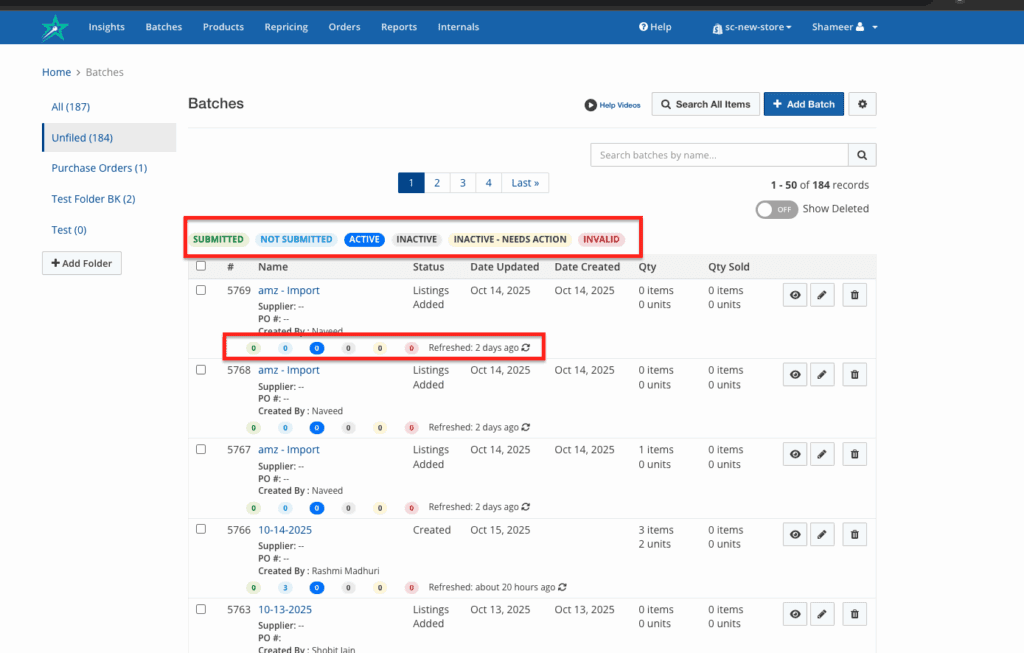 Insights Batches Products Repricing Orders Reports Internals Help sc-new-store Shameer
Home > Batches
All (187)
Unfiled (184)
Purchase Orders (1)
Test Folder BK (2)
Test (0)
+ Add Folder
Batches
Help Videos Search All Items + Add Batch
Search batches by name...
1 2 3 4 Last »
1 - 50 of 184 records
OFF Show Deleted
SUBMITTED NOT SUBMITTED ACTIVE INACTIVE INACTIVE - NEEDS ACTION INVALID
# Name Status Date Updated Date Created Qty Qty Sold
5769 amz - Import Listings Added Oct 14, 2025 Oct 14, 2025 0 items 0 items
0 units 0 units
Supplier: --
PO #: --
Created By : Naveed
0 0 0 0 0 0 Refreshed: 2 days ago
5768 amz - Import Listings Added Oct 14, 2025 Oct 14, 2025 0 items 0 items
0 units 0 units
Supplier: --
PO #: --
Created By : Naveed
0 0 0 0 0 0 Refreshed: 2 days ago
5767 amz - Import Listings Added Oct 14, 2025 Oct 14, 2025 1 items 0 items
0 units 0 units
Supplier: --
PO #: --
Created By : Naveed
0 0 0 0 0 0 Refreshed: 2 days ago
5766 10-14-2025 Created Oct 15, 2025 3 items 0 items
2 units 0 units
Supplier: --
PO #: --
Created By : Rashmi Madhuri
0 3 0 0 0 0 Refreshed: about 20 hours ago
5763 10-13-2025 Listings Added Oct 13, 2025 Oct 13, 2025 0 items 0 items
0 units 0 units
Supplier: --
PO #:
Created By : Shobit Jain